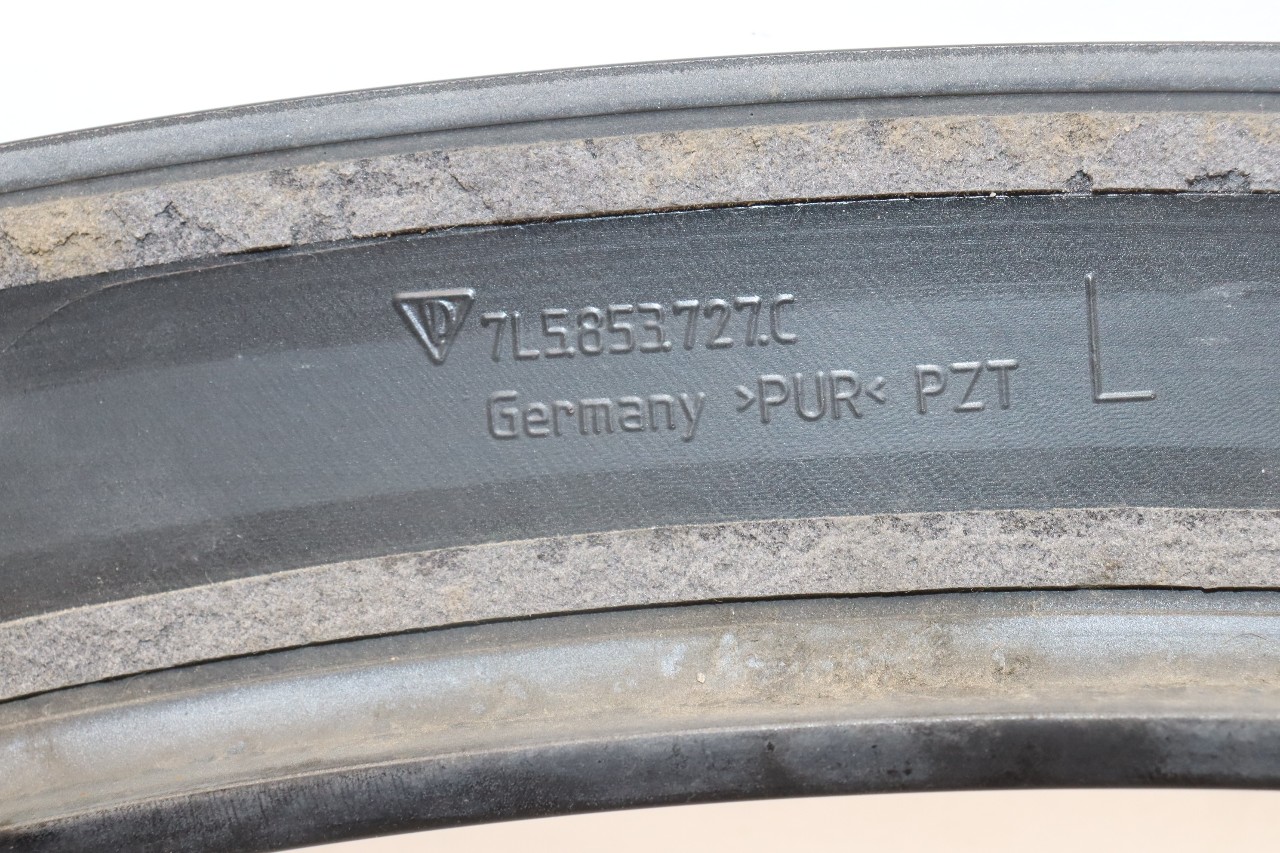 7L5.853.727.C
Germany >PUR< PZT
L